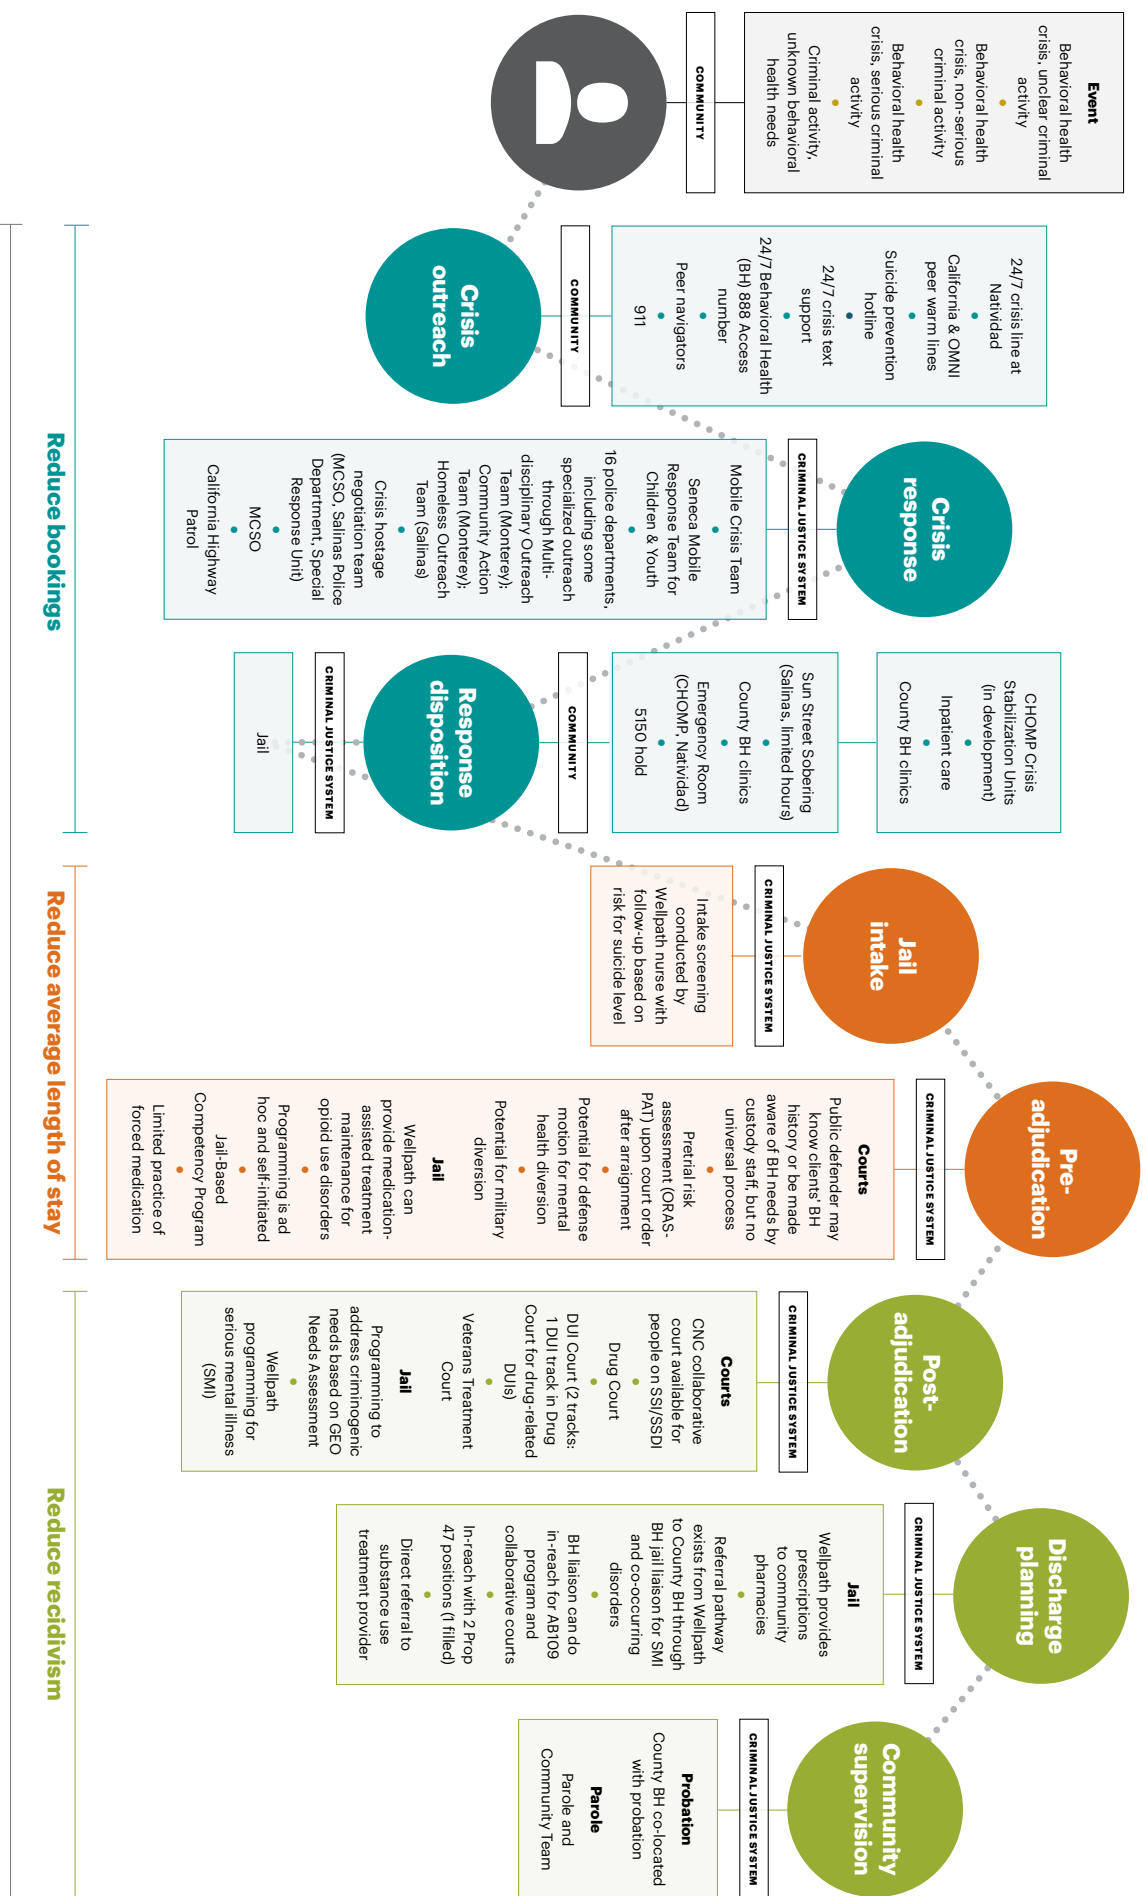 Event
Behavioral health
crisis, unclear criminal
activity
Behavioral health
crisis, non-serious
criminal activity
Behavioral health
crisis, serious criminal
activity
Criminal activity,
unknown behavioral
health needs
COMMUNITY
24/7 crisis line at
Natividad
California & OMNI
peer warm lines
Suicide prevention
hotline
24/7 crisis text
support
24/7 Behavioral Health
(BH) 888 Access
number
Peer navigators
911
COMMUNITY
Crisis
outreach
Crisis
response
CRIMINAL JUSTICE SYSTEM
Mobile Crisis Team
Seneca Mobile
Response Team for
Children & Youth
16 police departments,
including some
specialized outreach
through Multi-
disciplinary Outreach
Team (Monterey);
Community Action
Team (Monterey);
Homeless Outreach
Team (Salinas)
Crisis hostage
negotiation team
(MCSO, Salinas Police
Department, Special
Response Unit)
MCSO
California Highway
Patrol
CHOMP Crisis
Stabilization Units
(in development)
Inpatient care
County BH clinics
Sun Street Sobering
(Salinas, limited hours)
County BH clinics
Emergency Room
(CHOMP, Natividad)
5150 hold
COMMUNITY
Response
disposition
CRIMINAL JUSTICE SYSTEM
Jail
Jail
intake
CRIMINAL JUSTICE SYSTEM
Intake screening
conducted by
Wellpath nurse with
follow-up based on
risk for suicide level
Pre-
adjudication
CRIMINAL JUSTICE SYSTEM
Courts
Public defender may
know clients' BH
history or be made
aware of BH needs by
custody staff, but no
universal process
Pretrial risk
assessment (ORAS-
PAT) upon court order
after arraignment
Potential for defense
motion for mental
health diversion
Potential for military
diversion
Jail
Wellpath can
provide medication-
assisted treatment
maintenance for
opioid use disorders
Programming is ad
hoc and self-initiated
Jail-Based
Competency Program
Limited practice of
forced medication
Post-
adjudication
CRIMINAL JUSTICE SYSTEM
Courts
CNC collaborative
court available for
people on SSI/SSDI
Drug Court
DUI Court (2 tracks:
1 DUI track in Drug
Court for drug-related
DUIs)
Veterans Treatment
Court
Jail
Programming to
address criminogenic
needs based on GEO
Needs Assessment
Wellpath
programming for
serious mental illness
(SMI)
Discharge
planning
CRIMINAL JUSTICE SYSTEM
Jail
Wellpath provides
prescriptions
to community
pharmacies
Referral pathway
exists from Wellpath
to County BH through
BH jail liaison for SMI
and co-occurring
disorders
BH liaison can do
in-reach for AB109
program and
collaborative courts
In-reach with 2 Prop
47 positions (1 filled)
Direct referral to
substance use
treatment provider
Community
supervision
CRIMINAL JUSTICE SYSTEM
Probation
County BH co-located
with probation
Parole
Parole and
Community Team
Reduce bookings
Reduce average length of stay
Reduce recidivism